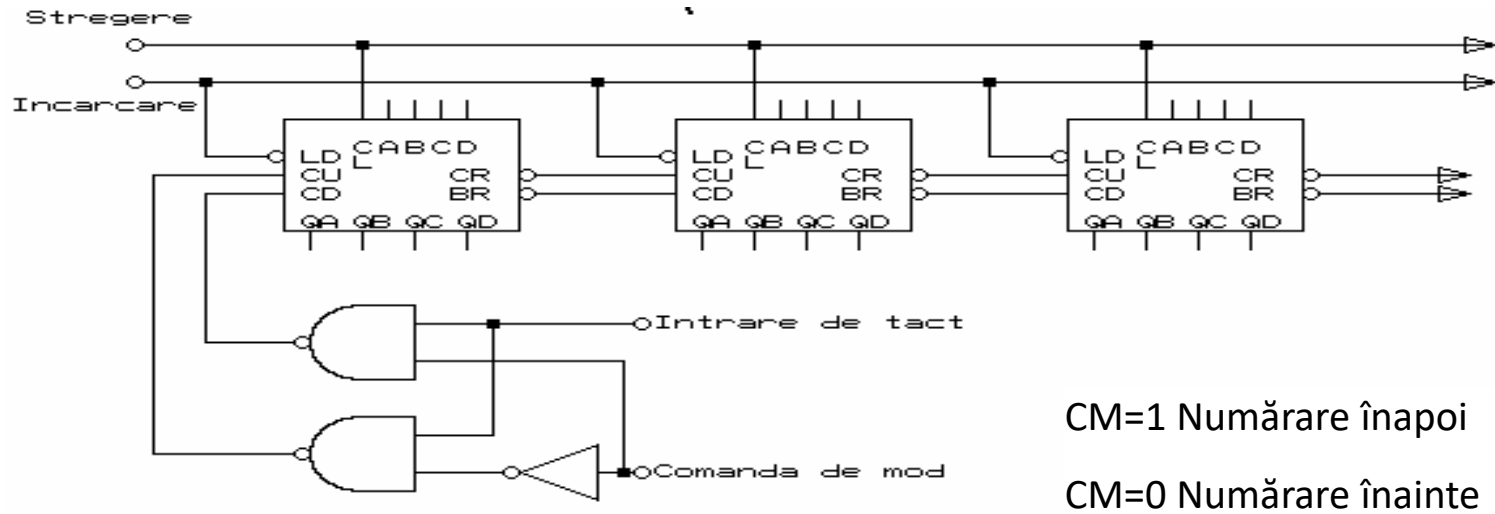 Stregere
Incarcare
C A B C D
L
LD
CU
CD
CR
BR
QA QB QC QD
C A B C D
L
LD
CU
CD
CR
BR
QA QB QC QD
C A B C D
L
LD
CU
CD
CR
BR
QA QB QC QD
Intrare de tact
Comanda de mod
CM=1 Numărare înapoi
CM=0 Numărare înainte